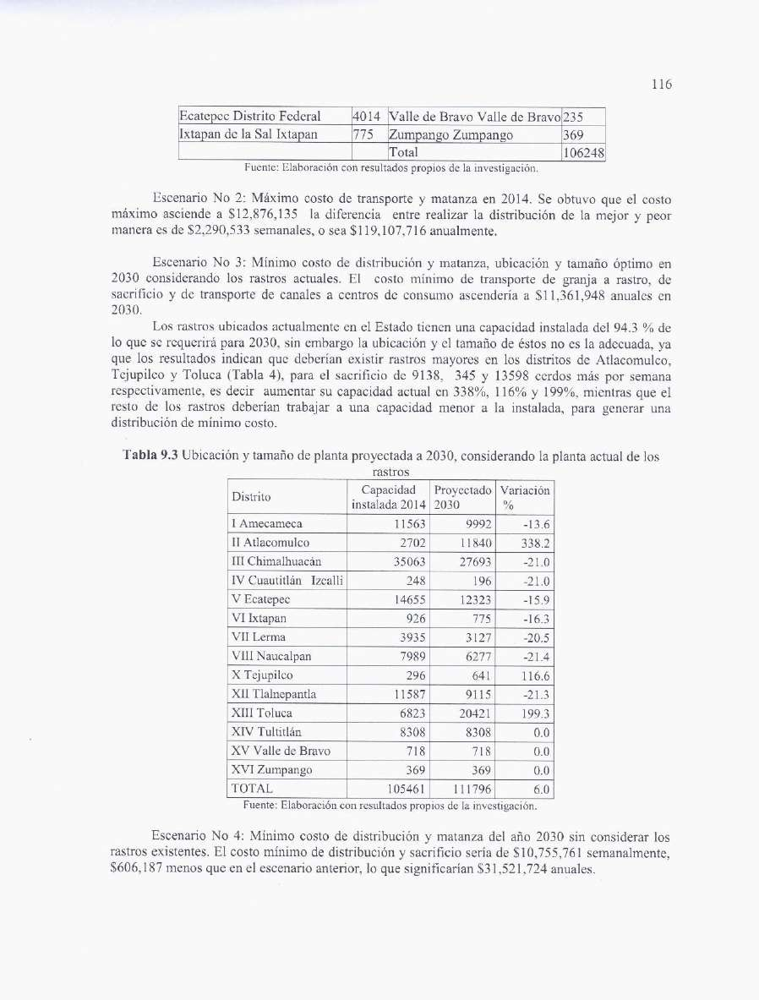 116
Ecatepec Distrito Federal 4014 Valle de Bravo Valle de Bravo 235
Ixtapan de la Sal Ixtapan 775 Zumpango Zumpango 369
Total 106248
Fuente: Elaboración con resultados propios de la investigación.
Escenario No 2: Máximo costo de transporte y matanza en 2014. Se obtuvo que el costo
máximo asciende a $12,876,135 la diferencia entre realizar la distribución de la mejor y peor
manera es de $2,290,533 semanales, o sea $119,107,716 anualmente.
Escenario No 3: Mínimo costo de distribución y matanza, ubicación y tamaño óptimo en
2030 considerando los rastros actuales. El costo mínimo de transporte de granja a rastro, de
sacrificio y de transporte de canales a centros de consumo ascendería a $11,361,948 anuales en
2030.
Los rastros ubicados actualmente en el Estado tienen una capacidad instalada del 94.3 % de
lo que se requerirá para 2030, sin embargo la ubicación y el tamaño de éstos no es la adecuada, ya
que los resultados indican que deberían existir rastros mayores en los distritos de Atlacomulco,
Tejupilco y Toluca (Tabla 4), para el sacrificio de 9138, 345 y 13598 cerdos más por semana
respectivamente, es decir aumentar su capacidad actual en 338%, 116% y 199%, mientras que el
resto de los rastros deberían trabajar a una capacidad menor a la instalada, para generar una
distribución de mínimo costo.
Tabla 9.3 Ubicación y tamaño de planta proyectada a 2030, considerando la planta actual de los
rastros
Distrito Capacidad instalada 2014 Proyectado 2030 Variación %
I Amecameca 11563 9992 -13.6
II Atlacomulco 2702 11840 338.2
III Chimalhuacán 35063 27693 -21.0
IV Cuautitlán Izcalli 248 196 -21.0
V Ecatepec 14655 12323 -15.9
VI Ixtapan 926 775 -16.3
VII Lerma 3935 3127 -20.5
VIII Naucalpan 7989 6277 -21.4
X Tejupilco 296 641 116.6
XII Tlalnepantla 11587 9115 -21.3
XIII Toluca 6823 20421 199.3
XIV Tultitlán 8308 8308 0.0
XV Valle de Bravo 718 718 0.0
XVI Zumpango 369 369 0.0
TOTAL 105461 111796 6.0
Fuente: Elaboración con resultados propios de la investigación.
Escenario No 4: Mínimo costo de distribución y matanza del año 2030 sin considerar los
rastros existentes. El costo mínimo de distribución y sacrificio sería de $10,755,761 semanalmente,
$606,187 menos que en el escenario anterior, lo que significarían $31,521,724 anuales.